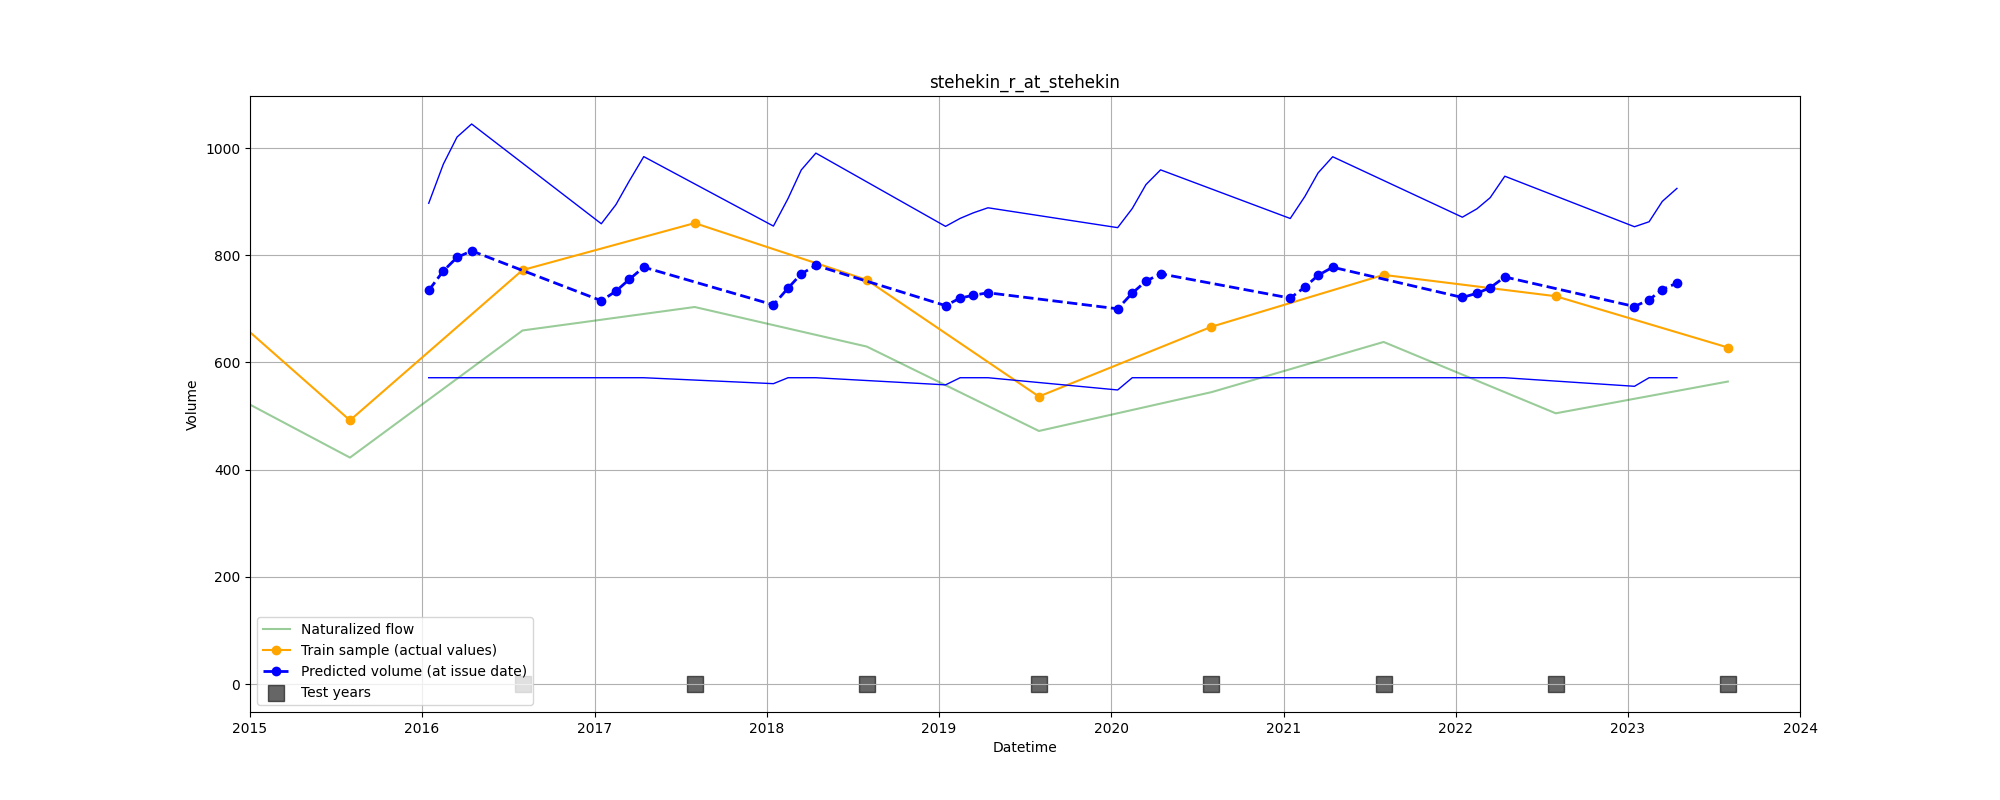 stehekin_r_at_stehekin
1000
800
600
400
200
0
Volume
Naturalized flow
Train sample (actual values)
Predicted volume (at issue date)
Test years
2015 2016 2017 2018 2019 2020 2021 2022 2023 2024
Datetime